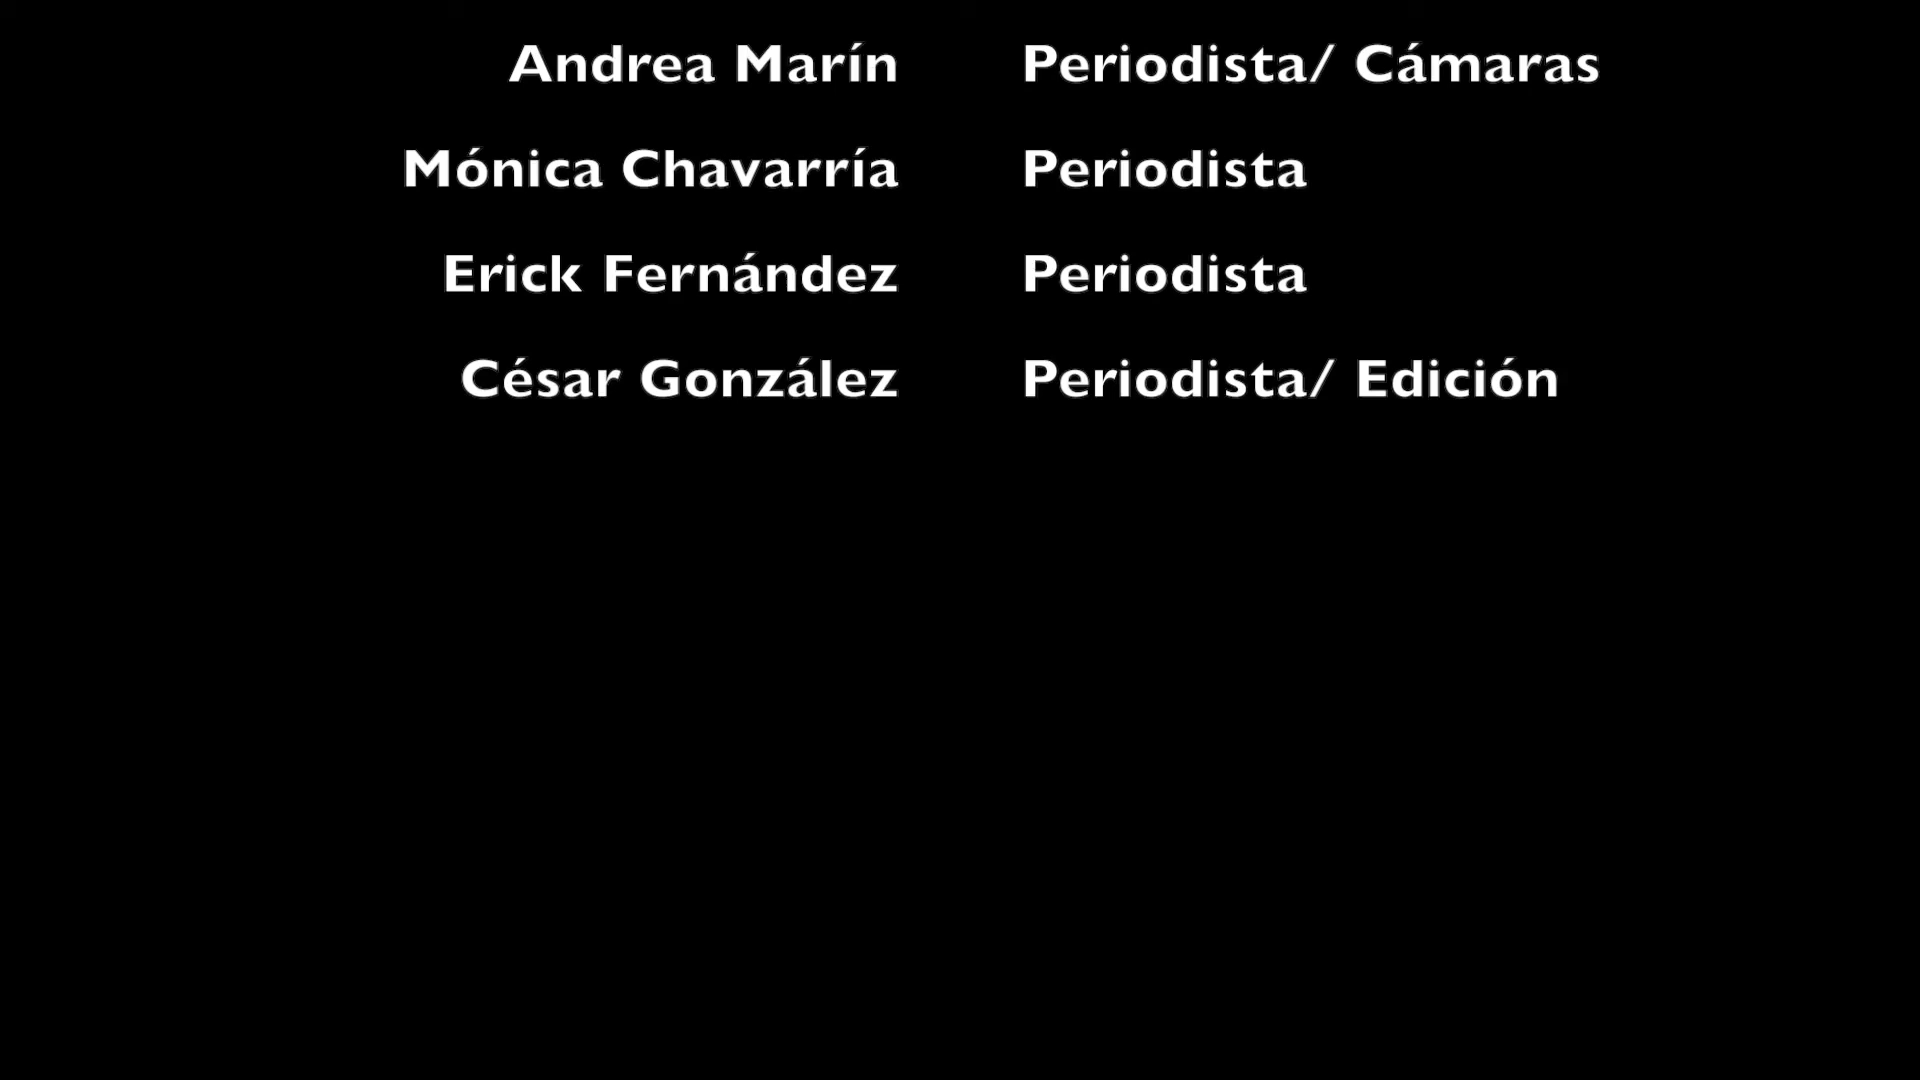 Andrea Marín Periodista/ Cámaras
Mónica Chavarría Periodista
Erick Fernández Periodista
César González Periodista/ Edición